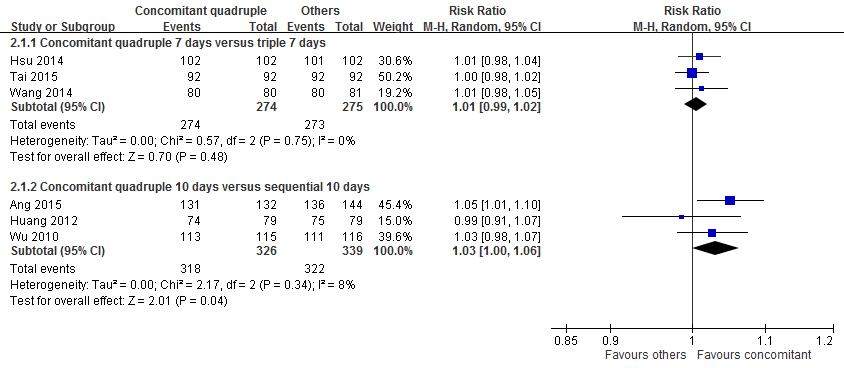 Concomitant quadruple Others Risk Ratio Risk Ratio
Study or Subgroup Events Total Events Total Weight M-H, Random, 95% CI M-H, Random, 95% CI
2.1.1 Concomitant quadruple 7 days versus triple 7 days
Hsu 2014 102 102 101 102 30.6% 1.01 [0.98, 1.04]
Tai 2015 92 92 92 92 50.2% 1.00 [0.98, 1.02]
Wang 2014 80 80 80 81 19.2% 1.01 [0.98, 1.05]
Subtotal (95% CI) 274 275 100.0% 1.01 [0.99, 1.02]
Total events 274 273
Heterogeneity: Tau² = 0.00; Chi² = 0.57, df = 2 (P = 0.75); I² = 0%
Test for overall effect: Z = 0.70 (P = 0.48)
2.1.2 Concomitant quadruple 10 days versus sequential 10 days
Ang 2015 131 132 136 144 45.4% 1.05 [1.01, 1.10]
Huang 2012 74 79 75 79 15.0% 0.99 [0.91, 1.07]
Wu 2010 113 115 111 116 39.6% 1.03 [0.98, 1.07]
Subtotal (95% CI) 326 339 100.0% 1.03 [1.00, 1.06]
Total events 318 322
Heterogeneity: Tau² = 0.00; Chi² = 2.17, df = 2 (P = 0.34); I² = 8%
Test for overall effect: Z = 2.01 (P = 0.04)
0.85 0.9 1 1.1 1.2
Favours others Favours concomitant